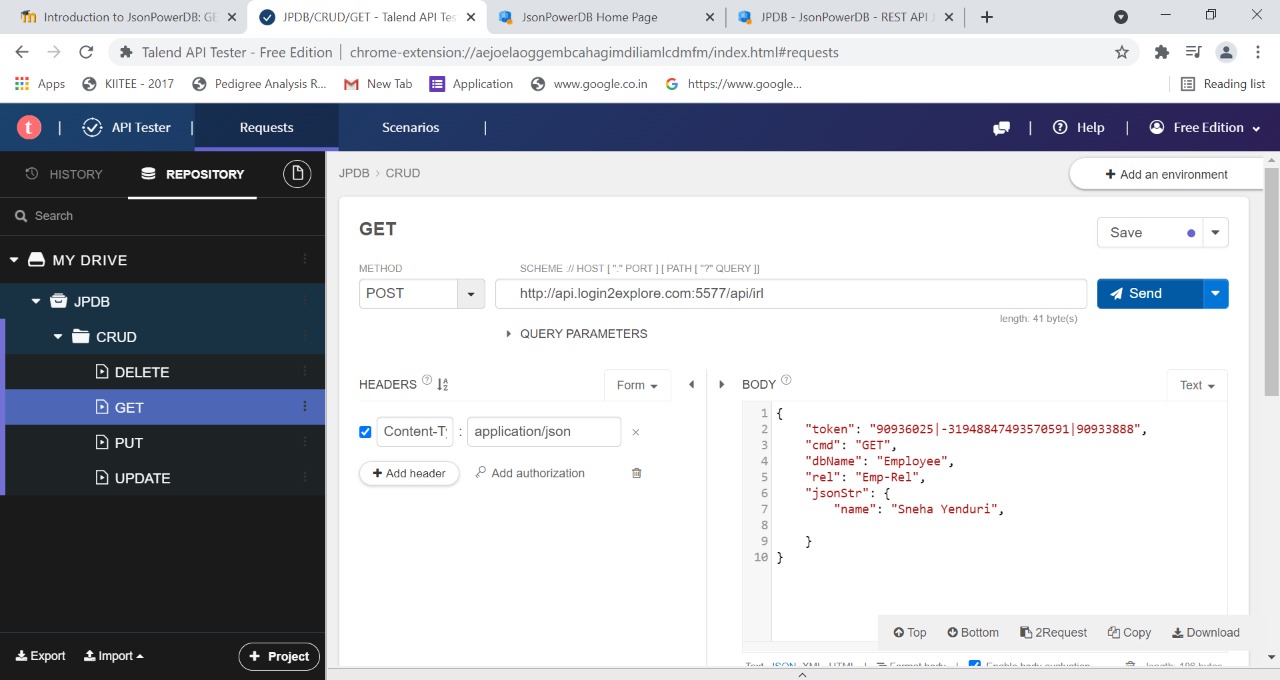 Introduction to JsonPowerDB: GE
JPDB/CRUD/GET - Talend API Tes
JsonPowerDB Home Page
JPDB - JsonPowerDB - REST API J
Talend API Tester - Free Edition | chrome-extension://aejoelaoggembcahagimdiliamlcdmfm/index.html#requests
Apps
KIITEE - 2017
Pedigree Analysis R...
New Tab
Application
www.google.co.in
https://www.google...
Reading list
t | API Tester | Requests Scenarios |
| Help | Free Edition
HISTORY REPOSITORY
Search
MY DRIVE
JPDB
CRUD
DELETE
GET
PUT
UPDATE
Export Import + Project
JPDB › CRUD
+ Add an environment
GET
Save
METHOD
SCHEME :// HOST [ ":" PORT ] [ PATH [ "?" QUERY ]]
POST
http://api.login2explore.com:5577/api/irl
Send
length: 41 byte(s)
QUERY PARAMETERS
HEADERS ? Form
Content-Ty : application/json ×
+ Add header Add authorization
BODY ? Text
1 {
2 "token": "90936025|-31948847493570591|90933888",
3 "cmd": "GET",
4 "dbName": "Employee",
5 "rel": "Emp-Rel",
6 "jsonStr": {
7 "name": "Sneha Yenduri",
8
9 }
10 }
Top Bottom 2Request Copy Download
Text JSON XML HTML | Format body | Enable body evaluation length: 186 bytes